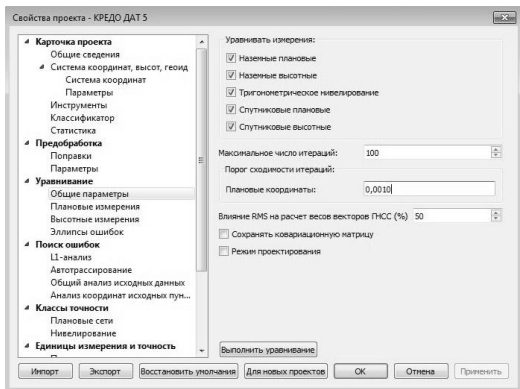 Свойства проекта - КРЕДО ДАТ 5
Карточка проекта
Общие сведения
Система координат, высот, геоид
Система координат
Параметры
Инструменты
Классификатор
Статистика
Предобработка
Поправки
Параметры
Уравнивание
Общие параметры
Плановые измерения
Высотные измерения
Эллипсы ошибок
Поиск ошибок
L1-анализ
Автотрассирование
Общий анализ исходных данных
Анализ координат исходных пун...
Классы точности
Плановые сети
Нивелирование
Единицы измерения и точность
Уравнивать измерения:
Наземные плановые
Наземные высотные
Тригонометрическое нивелирование
Спутниковые плановые
Спутниковые высотные
Максимальное число итераций: 100
Порог сходимости итераций:
Плановые координаты: 0,0010
Влияние RMS на расчет весов векторов ГНСС (%) 50
Сохранять ковариационную матрицу
Режим проектирования
Выполнить уравнивание
Импорт Экспорт Восстановить умолчания Для новых проектов ОК Отмена Применить